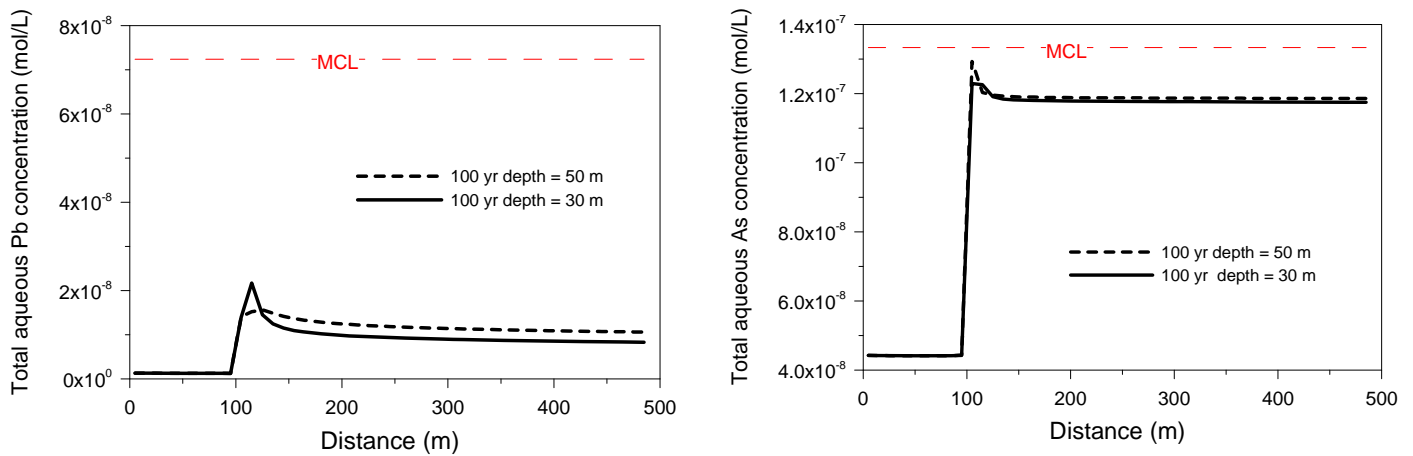 Total aqueous Pb concentration (mol/L)
8x10⁻⁸
6x10⁻⁸
4x10⁻⁸
2x10⁻⁸
0x10⁰
MCL
100 yr depth = 50 m
100 yr depth = 30 m
0 100 200 300 400 500
Distance (m)
Total aqueous As concentration (mol/L)
1.4x10⁻⁷
1.2x10⁻⁷
10⁻⁷
8.0x10⁻⁸
6.0x10⁻⁸
4.0x10⁻⁸
MCL
100 yr depth = 50 m
100 yr depth = 30 m
0 100 200 300 400 500
Distance (m)